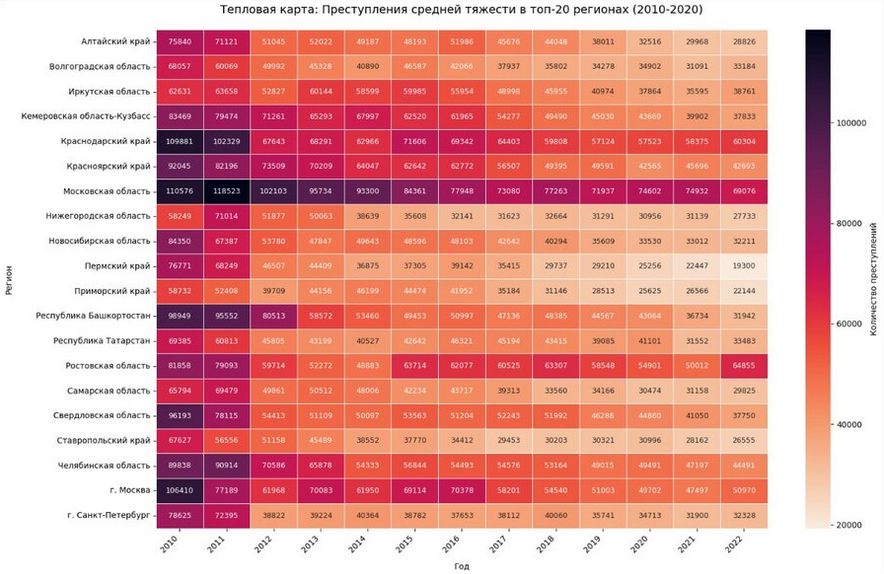 Тепловая карта: Преступления средней тяжести в топ-20 регионах (2010-2020)
Алтайский край 75840 71121 51045 52022 49187 48193 51986 45676 44048 38011 32516 29968 28826
Волгоградская область 68057 60069 49992 45328 40890 46587 42066 37937 35802 34278 34902 31091 33184
Иркутская область 62631 63658 52827 60144 58599 59985 55954 48998 45955 40974 37864 35595 38761
Кемеровская область-Кузбасс 83469 79474 71261 65293 67997 62520 61965 54277 49490 45030 43669 39902 37833
Краснодарский край 109881 102329 67643 68291 62966 71606 69342 64403 59808 57124 57523 58375 60304
Красноярский край 92045 82196 73509 70209 64047 62642 62772 56507 49395 49591 42565 45696 42693
Московская область 110576 118523 102103 95734 93300 84361 77948 73080 77263 71937 74602 74932 69076
Нижегородская область 58249 71014 51877 50063 38639 35608 32141 31623 32664 31291 30956 31139 27733
Новосибирская область 84350 67387 53780 47847 49643 48596 48103 42642 40294 35609 33530 33012 32211
Пермский край 76771 68249 46507 44409 36875 37305 39142 35415 29737 29210 25256 22447 19300
Приморский край 58732 52408 39709 44156 46199 44474 41952 35184 31146 28513 25625 26566 22144
Республика Башкортостан 98949 95552 80513 58572 53460 49453 50997 47136 48385 44567 43064 36734 31942
Республика Татарстан 69385 60813 45805 43199 40527 42642 46321 45194 43415 39085 41101 31552 33483
Ростовская область 81858 79093 59714 52272 48883 63714 62077 60525 63307 58548 54901 50012 64855
Самарская область 65794 69479 49861 50512 48006 42234 43717 39313 33560 34166 30474 31158 29825
Свердловская область 96193 78115 54413 51109 50097 53563 51204 52243 51992 46288 44860 41050 37750
Ставропольский край 67627 56556 51158 45489 38552 37770 34412 29453 30203 30321 30996 28162 26555
Челябинская область 89838 90914 70586 65878 54333 56844 54493 54576 53164 49015 49491 47197 44491
г. Москва 106410 77189 61968 70083 61950 69114 70378 58201 54540 51003 49702 47497 50970
г. Санкт-Петербург 78625 72395 38822 39224 40364 38782 37653 38112 40060 35741 34713 31900 32328
2010 2011 2012 2013 2014 2015 2016 2017 2018 2019 2020 2021 2022
Год
Регион
100000
80000
60000
40000
20000
Количество преступлений